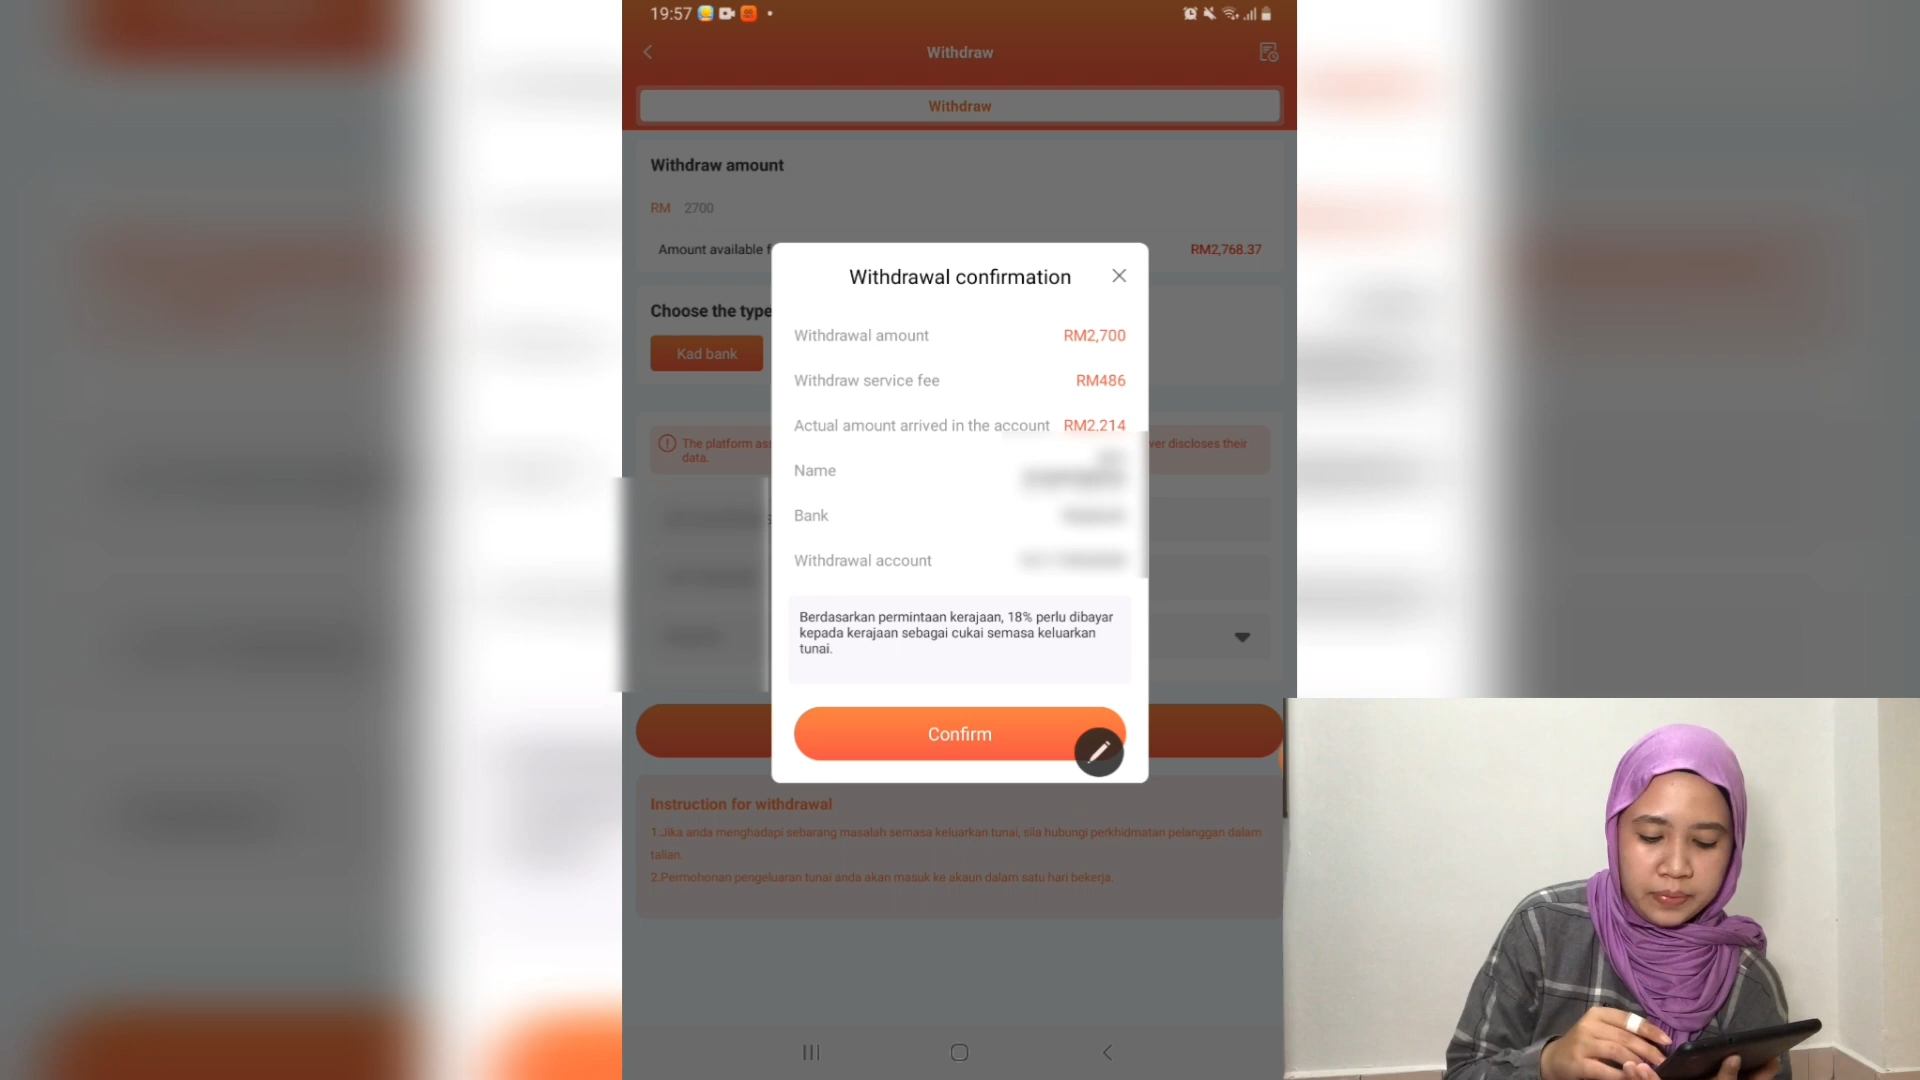 19:57
Withdraw
Withdraw
Withdraw amount
RM 2700
Amount available f
RM2,768.37
Withdrawal confirmation
Choose the type
Withdrawal amount RM2,700
Kad bank
Withdraw service fee RM486
Actual amount arrived in the account RM2,214
The platform as
ver discloses their
data.
Name
Bank
Withdrawal account
Berdasarkan permintaan kerajaan, 18% perlu dibayar
kepada kerajaan sebagai cukai semasa keluarkan
tunai.
Confirm
Instruction for withdrawal
1.Jika anda menghadapi sebarang masalah semasa keluarkan tunai, sila hubungi perkhidmatan pelanggan dalam
talian.
2.Permohonan pengeluaran tunai anda akan masuk ke akaun dalam satu hari bekerja.